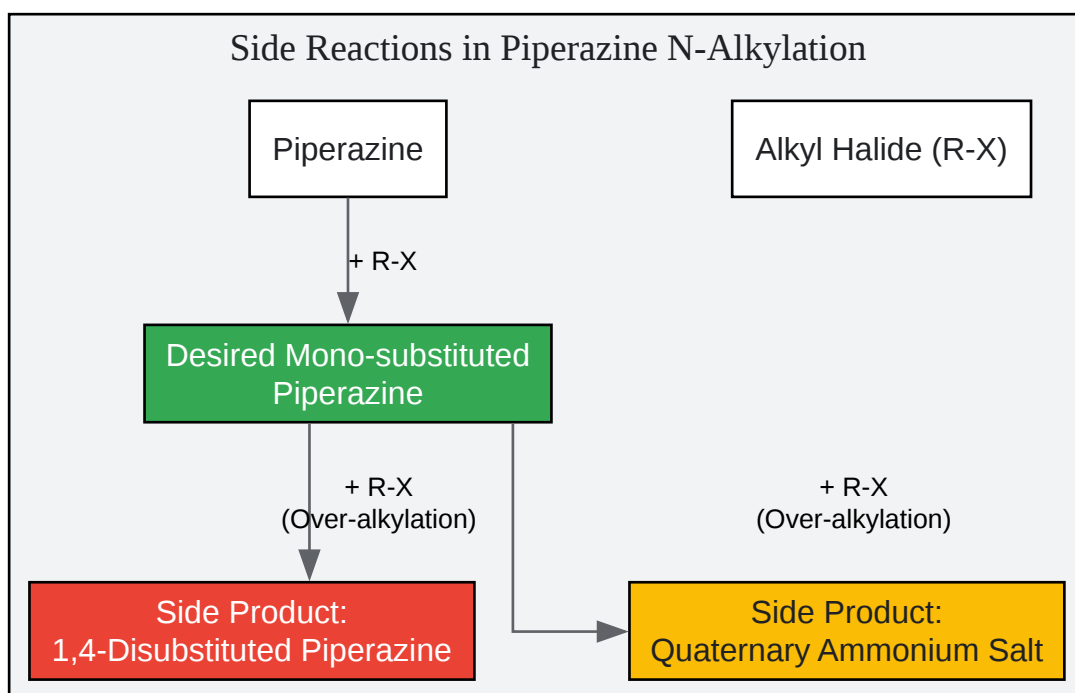 Side Reactions in Piperazine N-Alkylation
Piperazine
Alkyl Halide (R-X)
+ R-X
Desired Mono-substituted
Piperazine
+ R-X
(Over-alkylation)
+ R-X
(Over-alkylation)
Side Product:
1,4-Disubstituted Piperazine
Side Product:
Quaternary Ammonium Salt